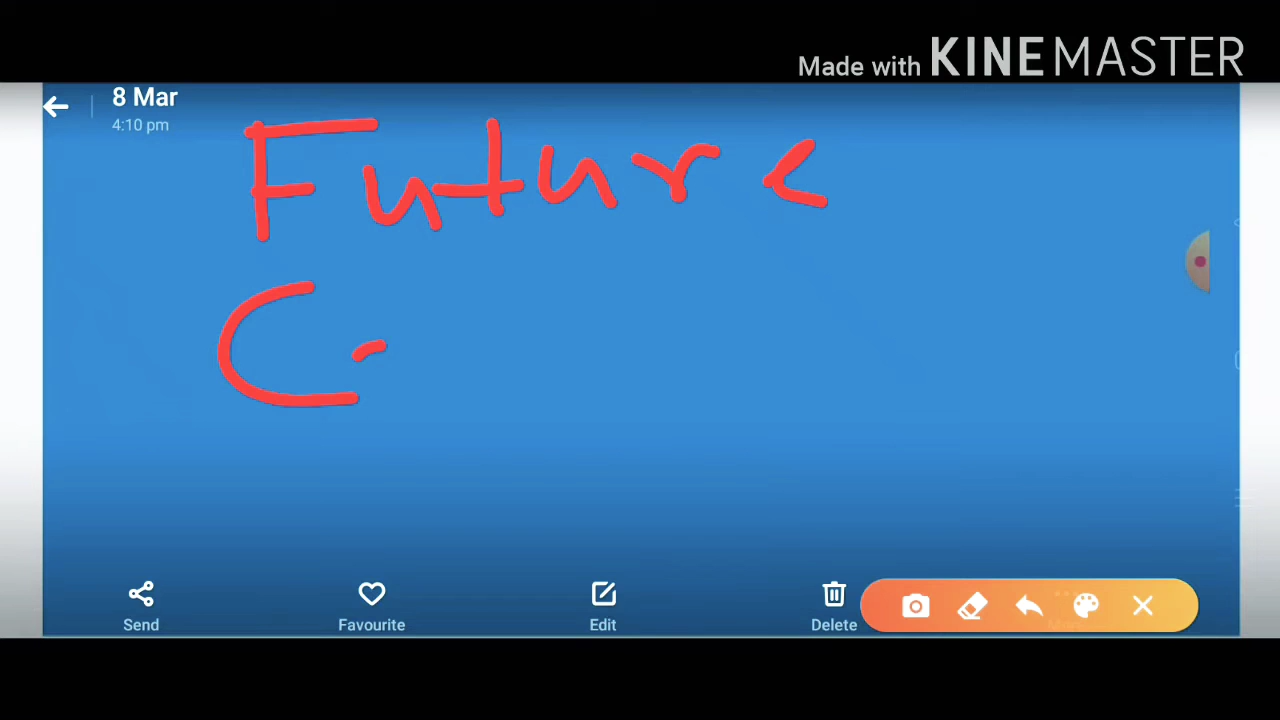 Made with KINEMASTER
8 Mar
4:10 pm
Future
C
Send Favourite Edit Delete